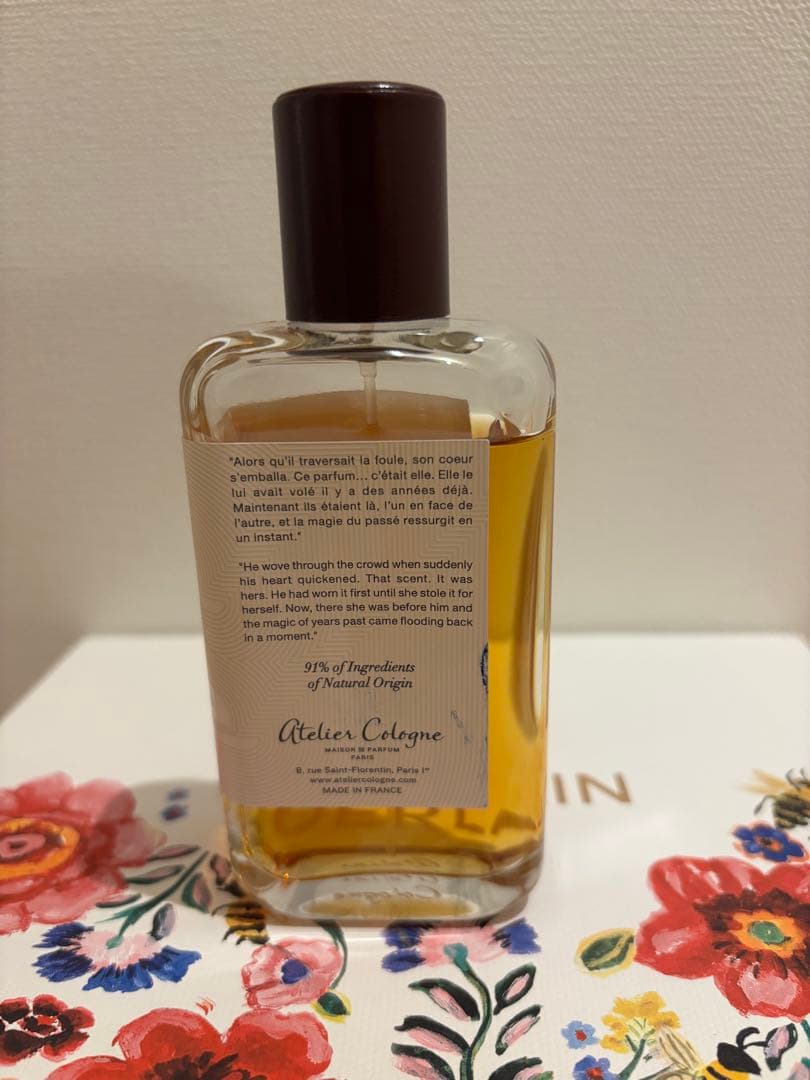 "Alors qu'il traversait la foule, son coeur
s'emballa. Ce parfum... c'était elle. Elle le
lui avait volé il y a des années déjà.
Maintenant ils étaient là, l'un en face de
l'autre, et la magie du passé ressurgit en
un instant."
"He wove through the crowd when suddenly
his heart quickened. That scent. It was
hers. He had worn it first until she stole it for
herself. Now, there she was before him and
the magic of years past came flooding back
in a moment."
91% of Ingredients
of Natural Origin
Atelier Cologne
MAISON DE PARFUM
PARIS
8, rue Saint-Florentin, Paris Iᵉʳ
www.ateliercologne.com
MADE IN FRANCE
IN